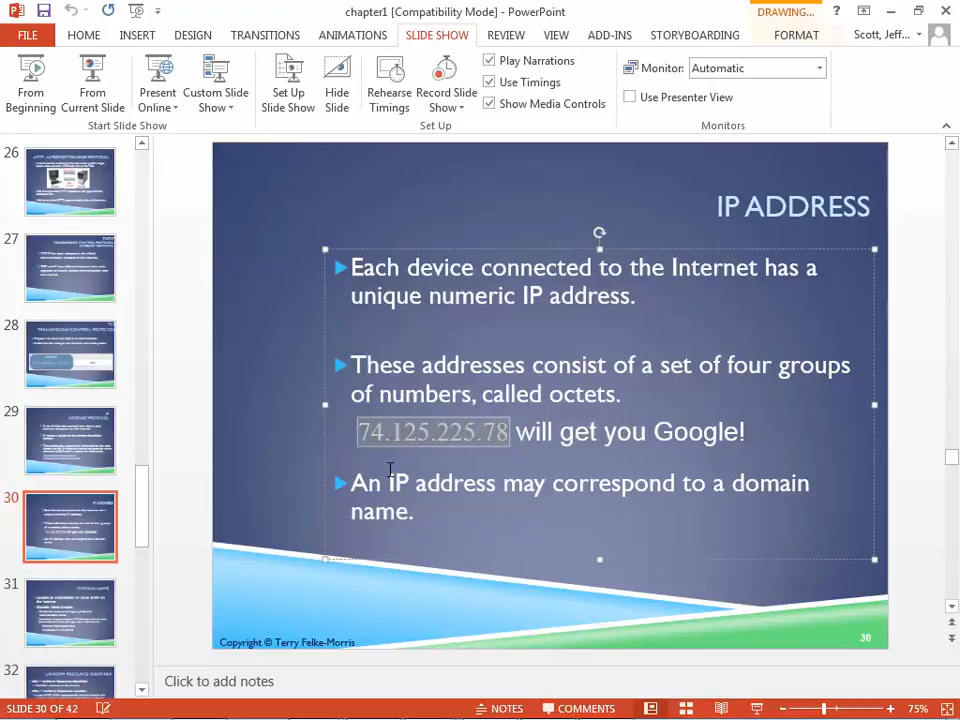 chapter1 [Compatibility Mode] - PowerPoint
DRAWING...
?
FILE
HOME
INSERT
DESIGN
TRANSITIONS
ANIMATIONS
SLIDE SHOW
REVIEW
VIEW
ADD-INS
STORYBOARDING
FORMAT
Scott, Jeff...
From Beginning
From Current Slide
Present Online
Custom Slide Show
Start Slide Show
Set Up Slide Show
Hide Slide
Rehearse Timings
Record Slide Show
Play Narrations
Use Timings
Show Media Controls
Set Up
Monitor: Automatic
Use Presenter View
Monitors
26
27
28
29
30
31
32
IP ADDRESS
Each device connected to the Internet has a
unique numeric IP address.
These addresses consist of a set of four groups
of numbers, called octets.
74.125.225.78 will get you Google!
An IP address may correspond to a domain
name.
Copyright © Terry Felke-Morris
30
Click to add notes
SLIDE 30 OF 42
NOTES
COMMENTS
75%